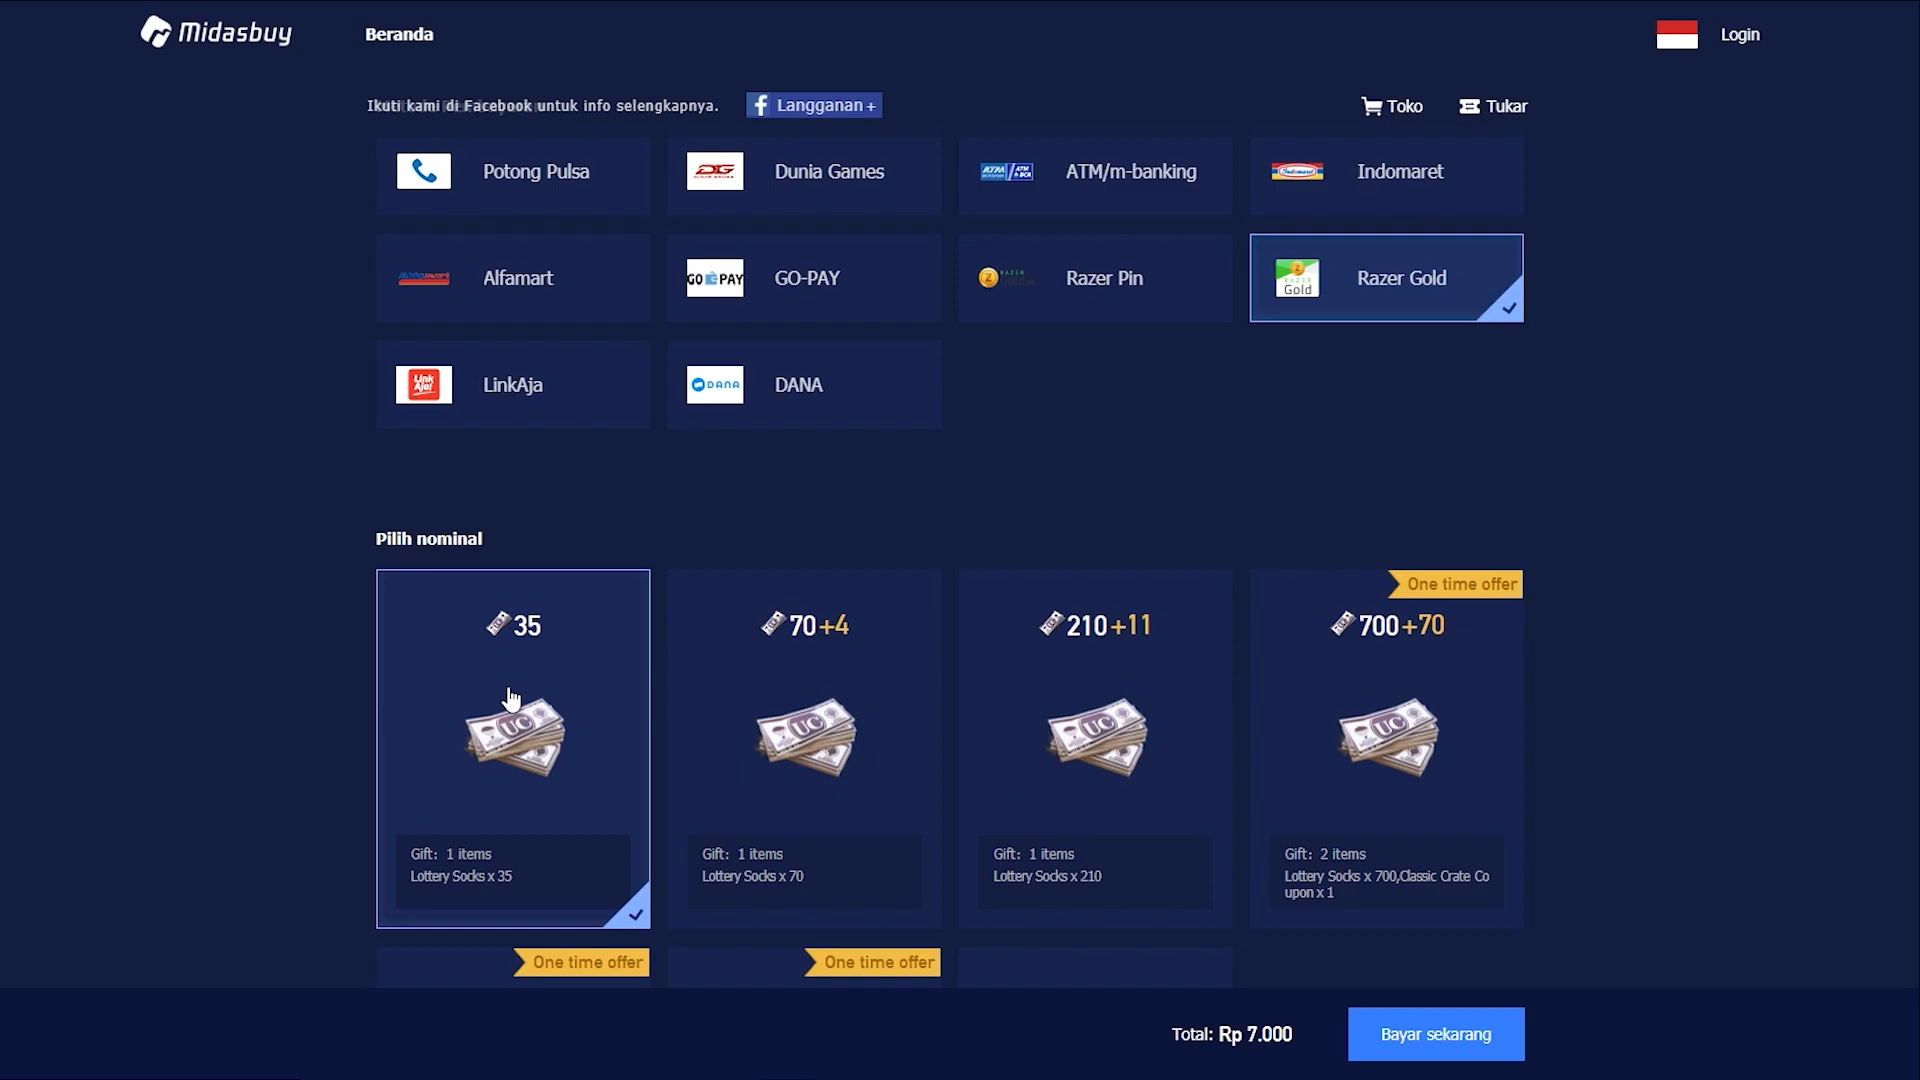 Midasbuy
Beranda
Login
Ikuti kami di Facebook untuk info selengkapnya.
Langganan +
Toko
Tukar
Potong Pulsa
Dunia Games
ATM/m-banking
Indomaret
Alfamart
GO-PAY
Razer Pin
Razer Gold
LinkAja
DANA
Pilih nominal
35
70+4
210+11
One time offer
700+70
UC
UC
UC
UC
Gift: 1 items
Lottery Socks x 35
Gift: 1 items
Lottery Socks x 70
Gift: 1 items
Lottery Socks x 210
Gift: 2 items
Lottery Socks x 700,Classic Crate Co
upon x 1
One time offer
One time offer
Total: Rp 7.000
Bayar sekarang